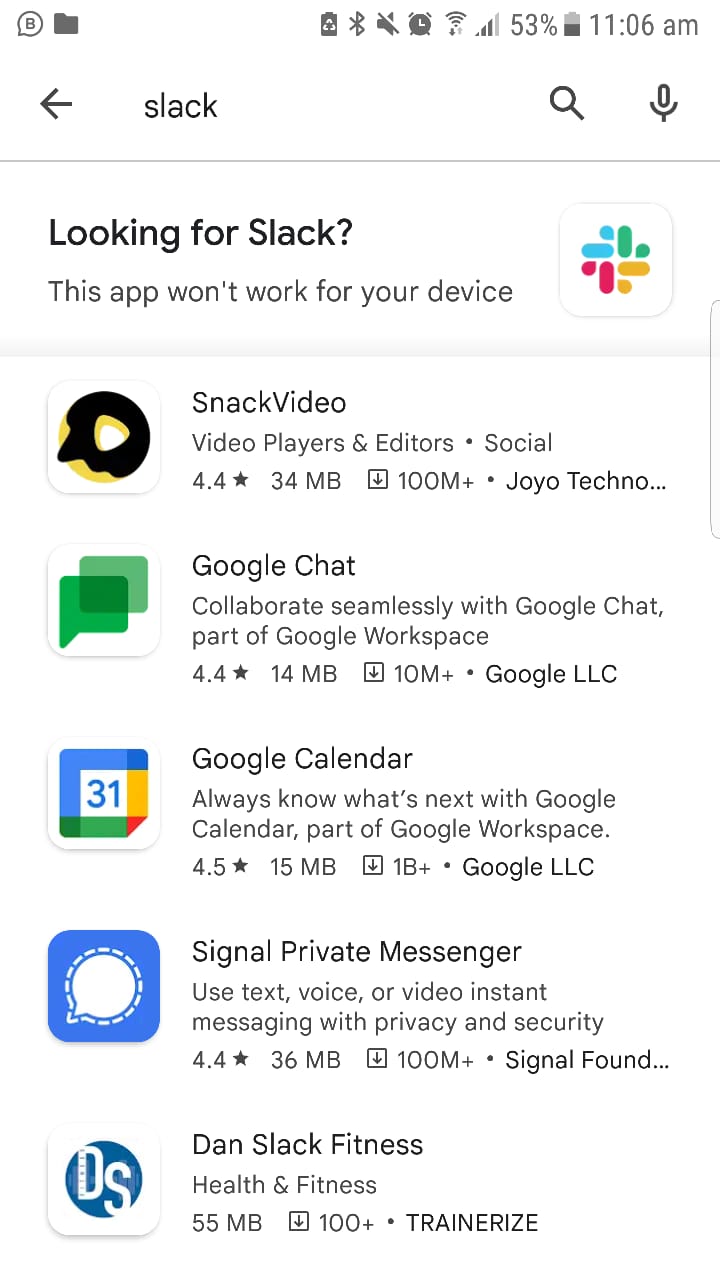 53% 11:06 am
slack
Looking for Slack?
This app won't work for your device
SnackVideo
Video Players & Editors • Social
4.4★ 34 MB 100M+ • Joyo Techno...
Google Chat
Collaborate seamlessly with Google Chat,
part of Google Workspace
4.4★ 14 MB 10M+ • Google LLC
31
Google Calendar
Always know what’s next with Google
Calendar, part of Google Workspace.
4.5★ 15 MB 1B+ • Google LLC
Signal Private Messenger
Use text, voice, or video instant
messaging with privacy and security
4.4★ 36 MB 100M+ • Signal Found...
DS
Dan Slack Fitness
Health & Fitness
55 MB 100+ • TRAINERIZE